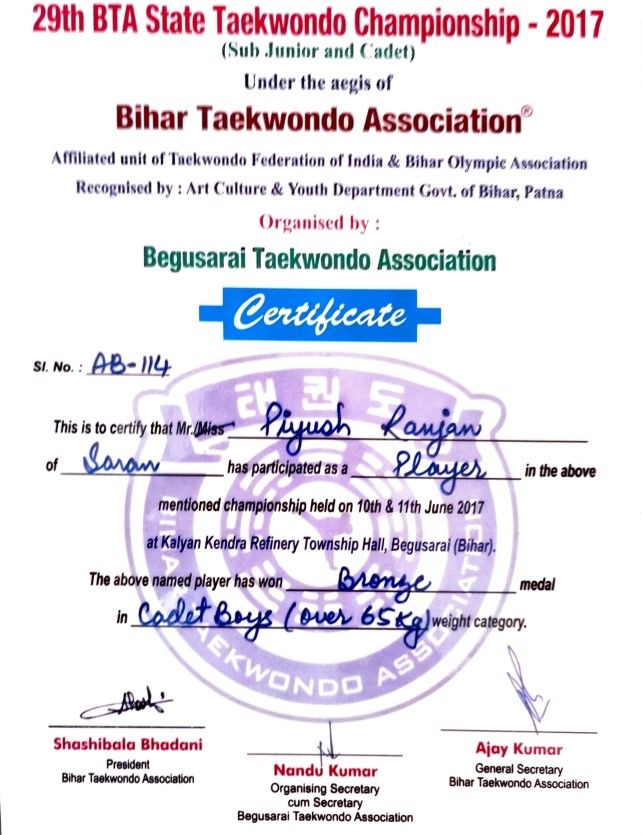 29th BTA State Taekwondo Championship - 2017
(Sub Junior and Cadet)
Under the aegis of
Bihar Taekwondo Association®
Affiliated unit of Taekwondo Federation of India & Bihar Olympic Association
Recognised by : Art Culture & Youth Department Govt. of Bihar, Patna
Organised by :
Begusarai Taekwondo Association
Certificate
Sl. No. : AB-114
태권도
This is to certify that Mr./Miss Piyush Ranjan
of Saran has participated as a Player in the above
mentioned championship held on 10th & 11th June 2017
at Kalyan Kendra Refinery Township Hall, Begusarai (Bihar).
The above named player has won Bronze medal
in Cadet Boys (over 65Kg) weight category.
BIHAR TAEKWONDO ASSOCIATION
Shashibala Bhadani
President
Bihar Taekwondo Association
Nandu Kumar
Organising Secretary
cum Secretary
Begusarai Taekwondo Association
Ajay Kumar
General Secretary
Bihar Taekwondo Association